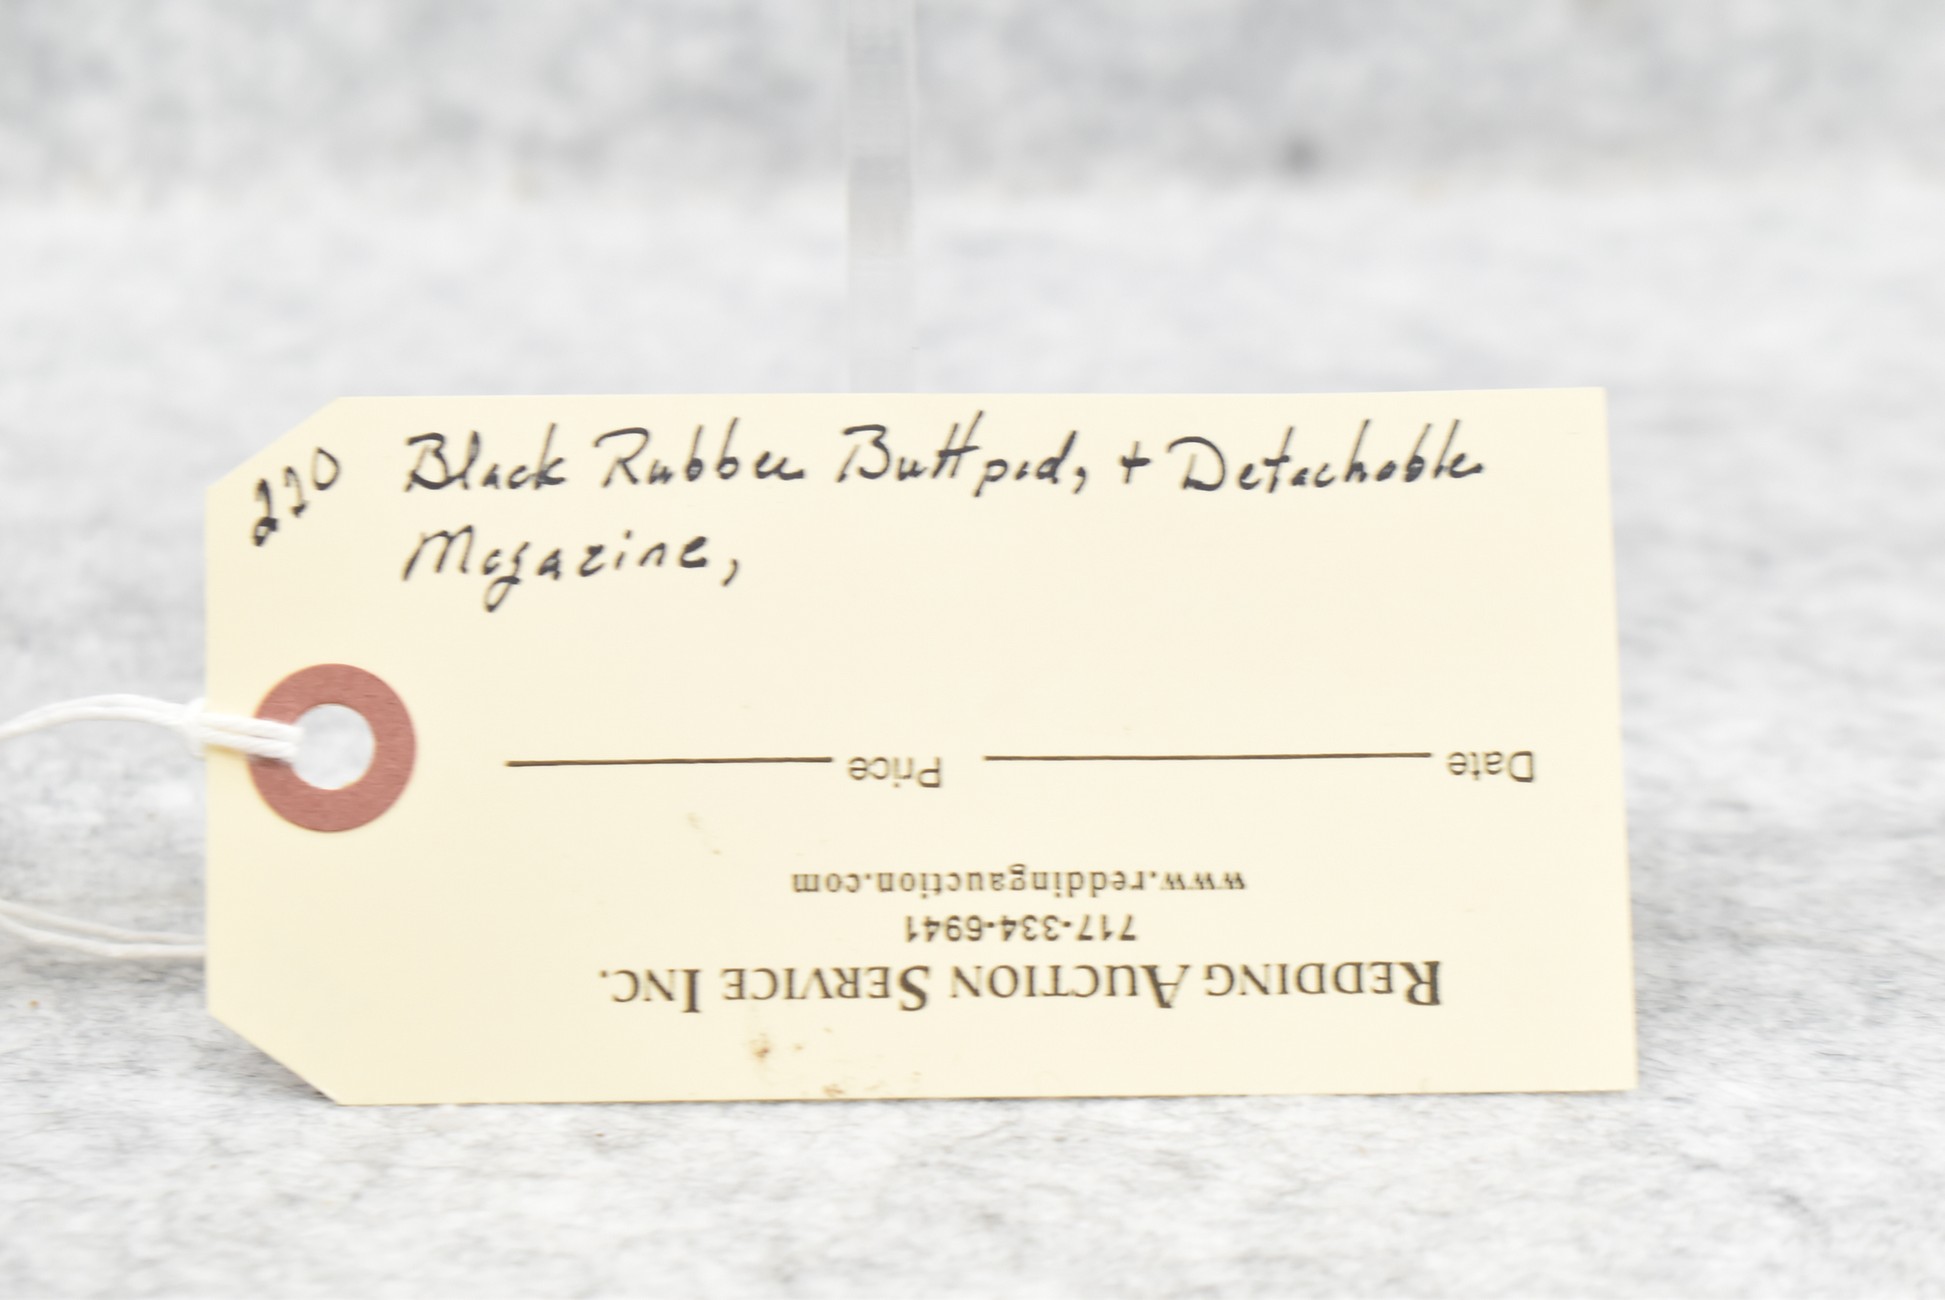 220
Black Rubber Buttpad, + Detachable
Magazine,
Date
Price
www.reddingauction.com
717-334-6941
REDDING AUCTION SERVICE INC.